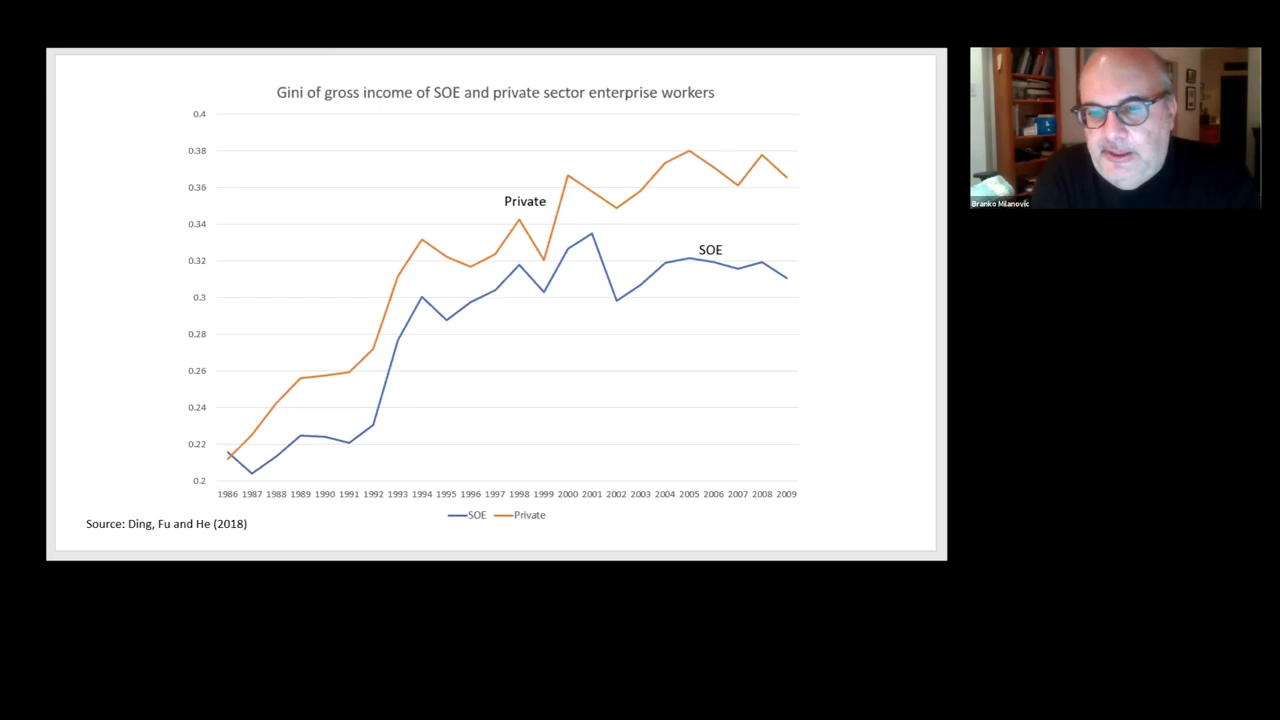 Gini of gross income of SOE and private sector enterprise workers
0.4
0.38
0.36
0.34
0.32
0.3
0.28
0.26
0.24
0.22
0.2
Private
SOE
1986 1987 1988 1989 1990 1991 1992 1993 1994 1995 1996 1997 1998 1999 2000 2001 2002 2003 2004 2005 2006 2007 2008 2009
SOE Private
Source: Ding, Fu and He (2018)
Branko Milanovic